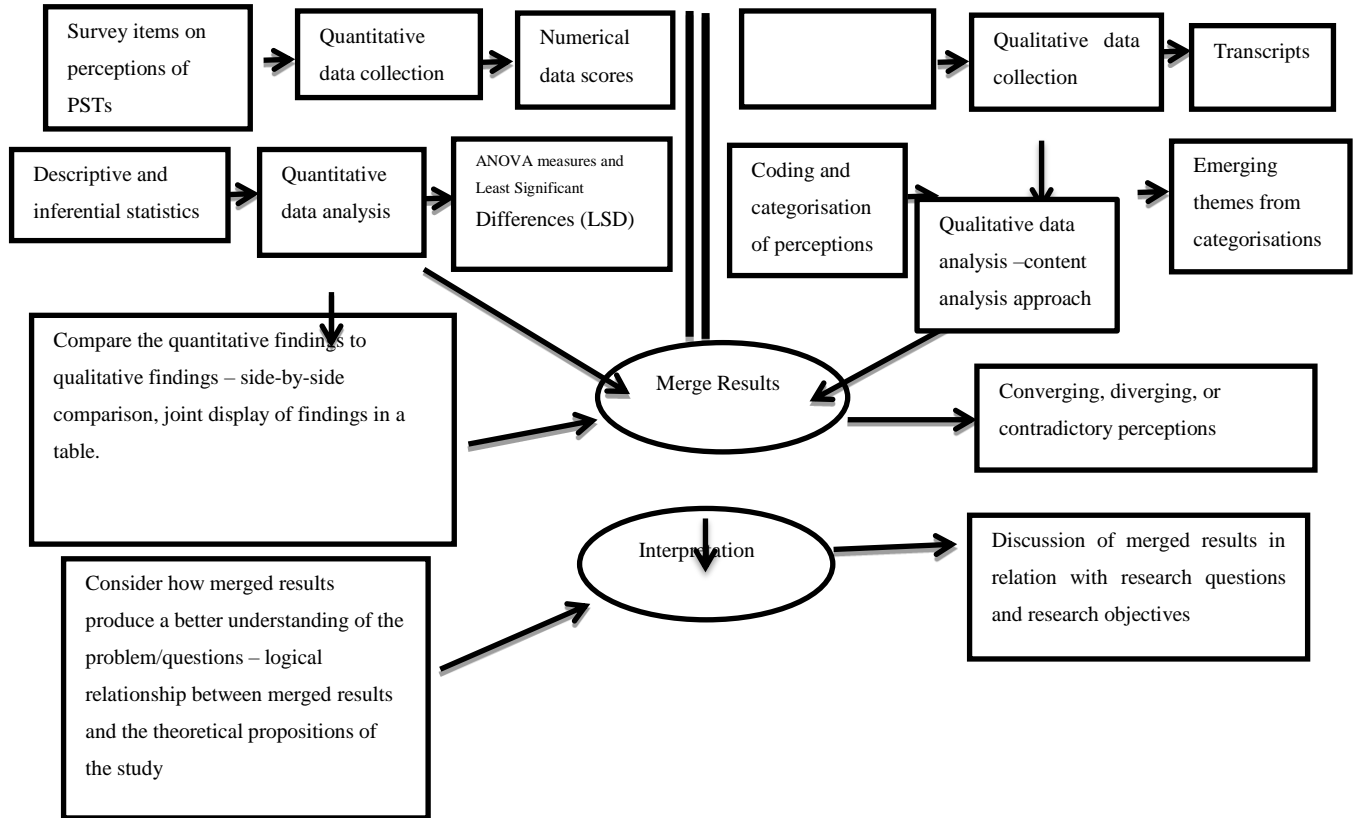 Survey items on
perceptions of
PSTs
Quantitative
data collection
Numerical
data scores
Qualitative data
collection
Transcripts
Descriptive and
inferential statistics
Quantitative
data analysis
ANOVA measures and
Least Significant
Differences (LSD)
Coding and
categorisation
of perceptions
Qualitative data
analysis –content
analysis approach
Emerging
themes from
categorisations
Compare the quantitative findings to
qualitative findings – side-by-side
comparison, joint display of findings in a
table.
Merge Results
Converging, diverging, or
contradictory perceptions
Interpretation
Discussion of merged results in
relation with research questions
and research objectives
Consider how merged results
produce a better understanding of the
problem/questions – logical
relationship between merged results
and the theoretical propositions of
the study